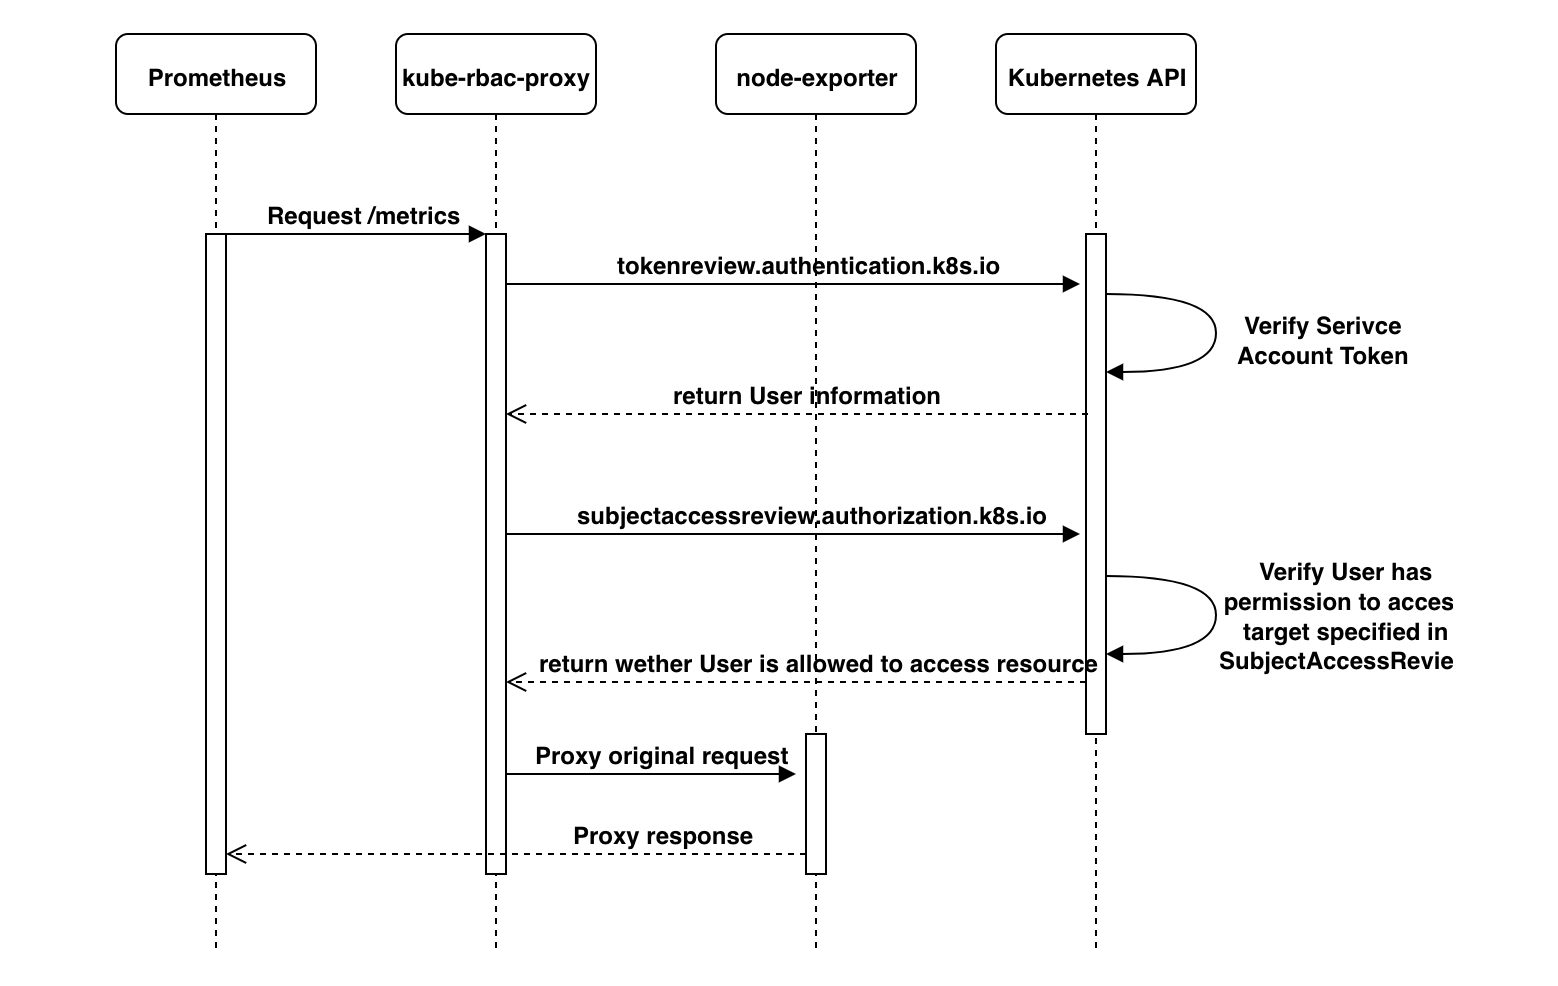 Prometheus
kube-rbac-proxy
node-exporter
Kubernetes API
Request /metrics
tokenreview.authentication.k8s.io
Verify Serivce
Account Token
return User information
subjectaccessreview.authorization.k8s.io
Verify User has
permission to acces
target specified in
SubjectAccessRevie
return wether User is allowed to access resource
Proxy original request
Proxy response